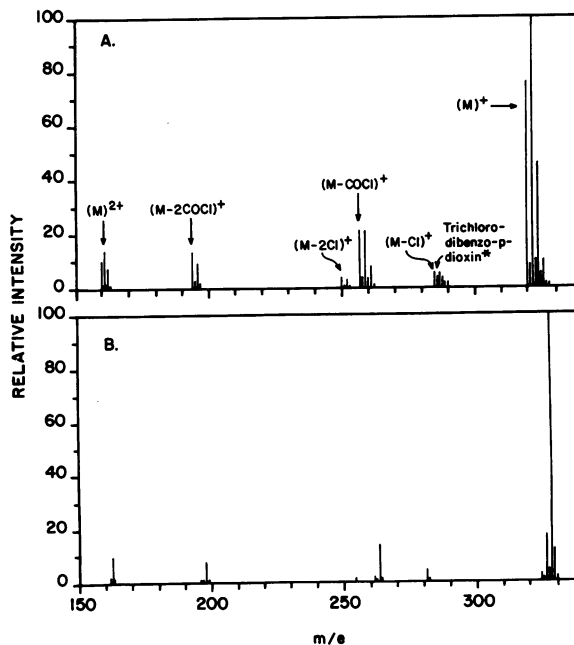 100
A.
(M)+
80
60
40
(M-COCl)+
(M)2+
(M-2COCl)+
Trichloro-
dibenzo-p-
dioxin*
(M-2Cl)+
(M-Cl)+
20
0
RELATIVE INTENSITY
100
B.
80
60
40
20
0
150
200
250
300
m/e